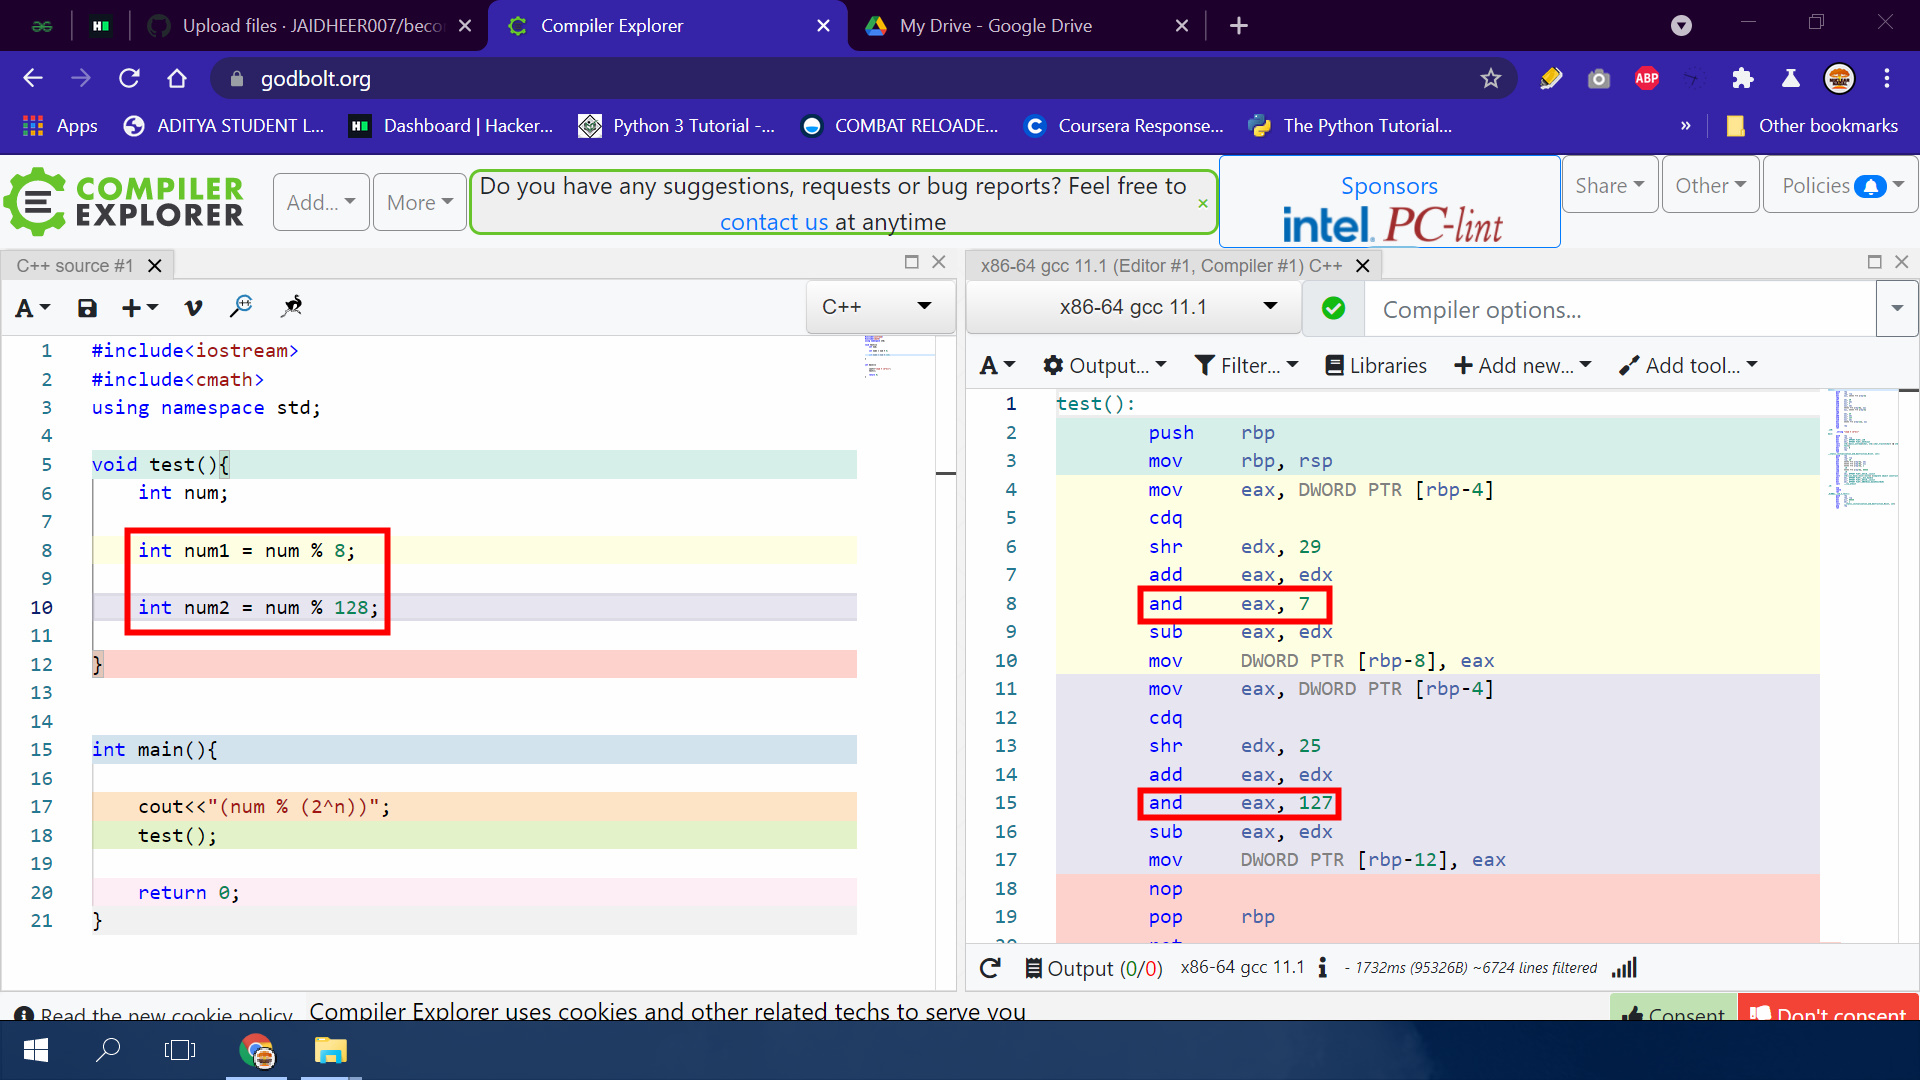 Upload files · JAIDHEER007/beco
Compiler Explorer
My Drive - Google Drive
godbolt.org
ABP
Apps
ADITYA STUDENT L...
Dashboard | Hacker...
Python 3 Tutorial -...
COMBAT RELOADE...
Coursera Response...
The Python Tutorial...
»
Other bookmarks
COMPILER
EXPLORER
Add...
More
Do you have any suggestions, requests or bug reports? Feel free to
contact us at anytime
Sponsors
intel. PC-lint
Share
Other
Policies
C++ source #1
C++
1 #include<iostream>
2 #include<cmath>
3 using namespace std;
4
5 void test(){
6 int num;
7
8 int num1 = num % 8;
9
10 int num2 = num % 128;
11
12 }
13
14
15 int main(){
16
17 cout<<"(num % (2^n))";
18 test();
19
20 return 0;
21 }
x86-64 gcc 11.1 (Editor #1, Compiler #1) C++
x86-64 gcc 11.1
Compiler options...
A
Output...
Filter...
Libraries
Add new...
Add tool...
1 test():
2 push rbp
3 mov rbp, rsp
4 mov eax, DWORD PTR [rbp-4]
5 cdq
6 shr edx, 29
7 add eax, edx
8 and eax, 7
9 sub eax, edx
10 mov DWORD PTR [rbp-8], eax
11 mov eax, DWORD PTR [rbp-4]
12 cdq
13 shr edx, 25
14 add eax, edx
15 and eax, 127
16 sub eax, edx
17 mov DWORD PTR [rbp-12], eax
18 nop
19 pop rbp
Output (0/0) x86-64 gcc 11.1 i - 1732ms (95326B) ~6724 lines filtered
Read the new cookie policy
Compiler Explorer uses cookies and other related techs to serve you
Consent
Don't consent